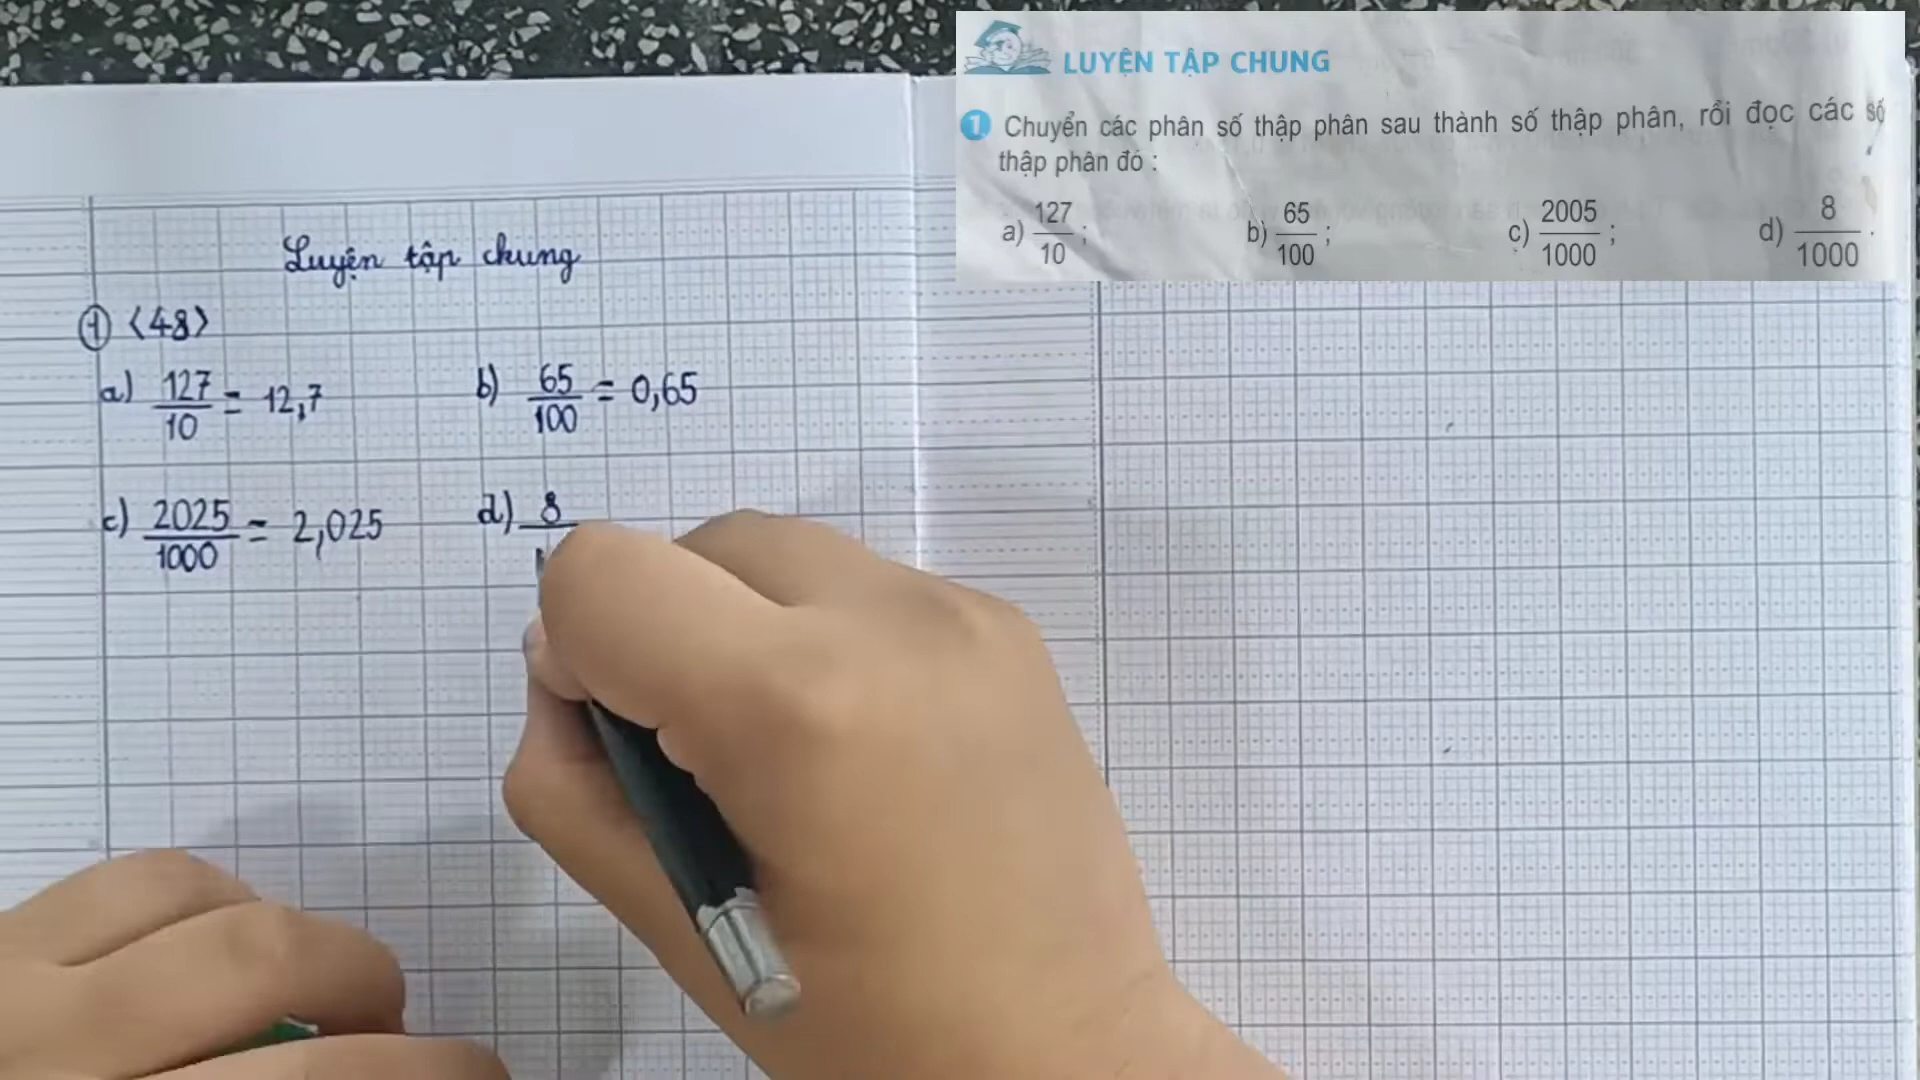 LUYỆN TẬP CHUNG
1 Chuyển các phân số thập phân sau thành số thập phân, rồi đọc các số
thập phân đó :
a) 127/10 ; b) 65/100 ; c) 2005/1000 ; d) 8/1000 .
Luyện tập chung
1 <48>
a) 127/10 = 12,7 b) 65/100 = 0,65
c) 2025/1000 = 2,025 d) 8